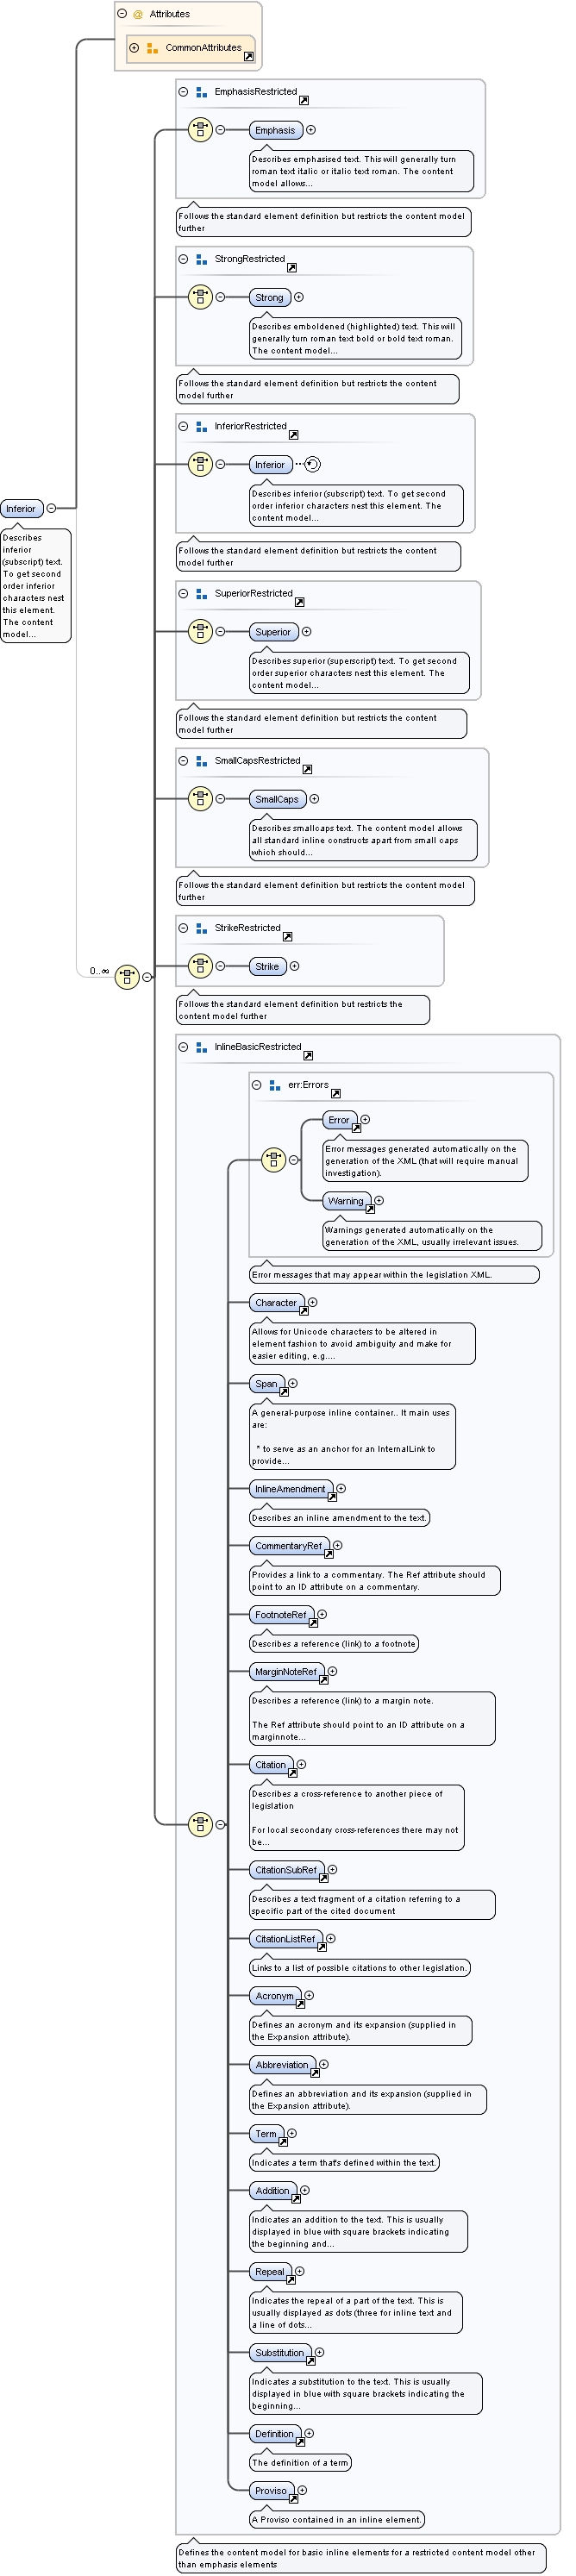 @ Attributes
CommonAttributes
EmphasisRestricted
Emphasis
Describes emphasised text. This will generally turn
roman text italic or italic text roman. The content
model allows...
Follows the standard element definition but restricts the content model
further
StrongRestricted
Strong
Describes emboldened (highlighted) text. This will
generally turn roman text bold or bold text roman.
The content model...
Follows the standard element definition but restricts the content
model further
InferiorRestricted
Inferior
Describes inferior (subscript) text. To get second
order inferior characters nest this element. The
content model...
Follows the standard element definition but restricts the content
model further
Inferior
Describes
inferior
(subscript) text.
To get second
order inferior
characters nest
this element.
The content
model...
SuperiorRestricted
Superior
Describes superior (superscript) text. To get second
order superior characters nest this element. The
content model...
Follows the standard element definition but restricts the content
model further
SmallCapsRestricted
SmallCaps
Describes smallcaps text. The content model allows
all standard inline constructs apart from small caps
which should...
Follows the standard element definition but restricts the content model
further
StrikeRestricted
Strike
0..∞
Follows the standard element definition but restricts the
content model further
InlineBasicRestricted
err:Errors
Error
Error messages generated automatically on the
generation of the XML (that will require manual
investigation).
Warning
Warnings generated automatically on the
generation of the XML, usually irrelevant issues.
Error messages that may appear within the legislation XML.
Character
Allows for Unicode characters to be altered in
element fashion to avoid ambiguity and make for
easier editing, e.g....
Span
A general-purpose inline container.. It main uses
are:
* to serve as an anchor for an InternalLink to
provide...
InlineAmendment
Describes an inline amendment to the text.
CommentaryRef
Provides a link to a commentary. The Ref attribute should
point to an ID attribute on a commentary.
FootnoteRef
Describes a reference (link) to a footnote
MarginNoteRef
Describes a reference (link) to a margin note.
The Ref attribute should point to an ID attribute on a
marginnote...
Citation
Describes a cross-reference to another piece of
legislation
For local secondary cross-references there may not
be...
CitationSubRef
Describes a text fragment of a citation referring to a
specific part of the cited document
CitationListRef
Links to a list of possible citations to other legislation.
Acronym
Defines an acronym and its expansion (supplied in
the Expansion attribute).
Abbreviation
Defines an abbreviation and its expansion (supplied in
the Expansion attribute).
Term
Indicates a term that's defined within the text.
Addition
Indicates an addition to the text. This is usually
displayed in blue with square brackets indicating
the beginning and...
Repeal
Indicates the repeal of a part of the text. This is
usually displayed as dots (three for inline text and
a line of dots...
Substitution
Indicates a substitution to the text. This is usually
displayed in blue with square brackets indicating the
beginning...
Definition
The definition of a term
Proviso
A Proviso contained in an inline element.
Defines the content model for basic inline elements for a restricted content model other
than emphasis elements